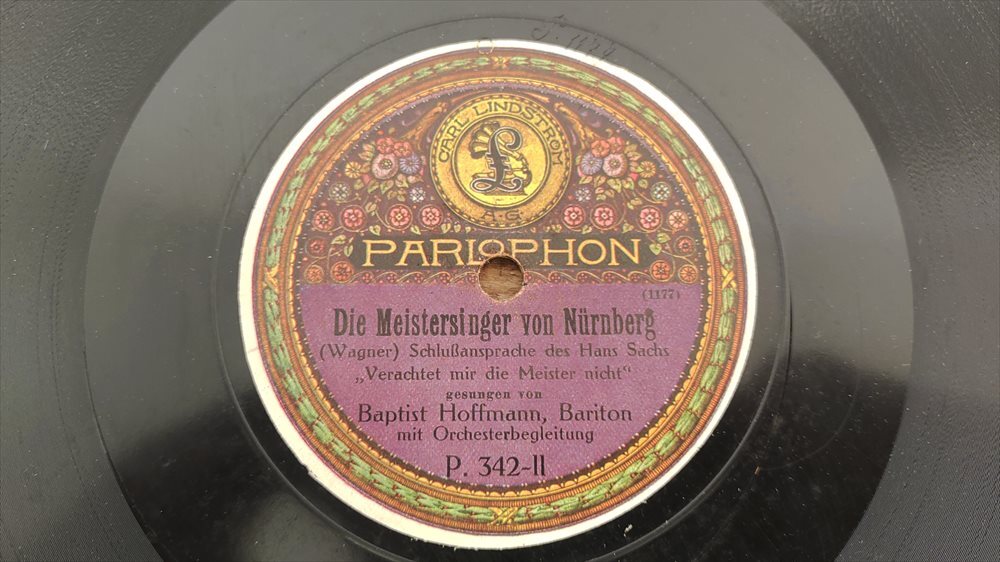 CARL LINDSTRÖM
£
A·G·
PARLOPHON
(1177)
Die Meistersinger von Nürnberg
(Wagner) Schlußansprache des Hans Sachs
„Verachtet mir die Meister nicht“
gesungen von
Baptist Hoffmann, Bariton
mit Orchesterbegleitung
P. 342-II